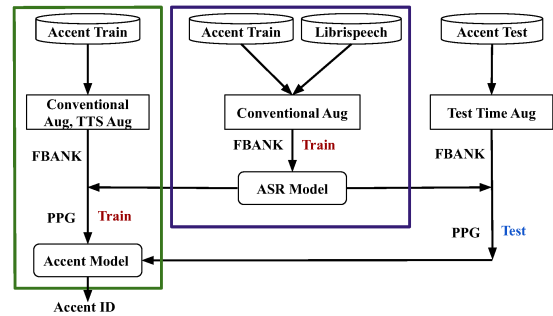 Accent Train
Accent Train
Librispeech
Accent Test
Conventional
Aug, TTS Aug
Conventional Aug
Test Time Aug
FBANK
FBANK
Train
FBANK
ASR Model
PPG
Train
PPG
Test
Accent Model
Accent ID